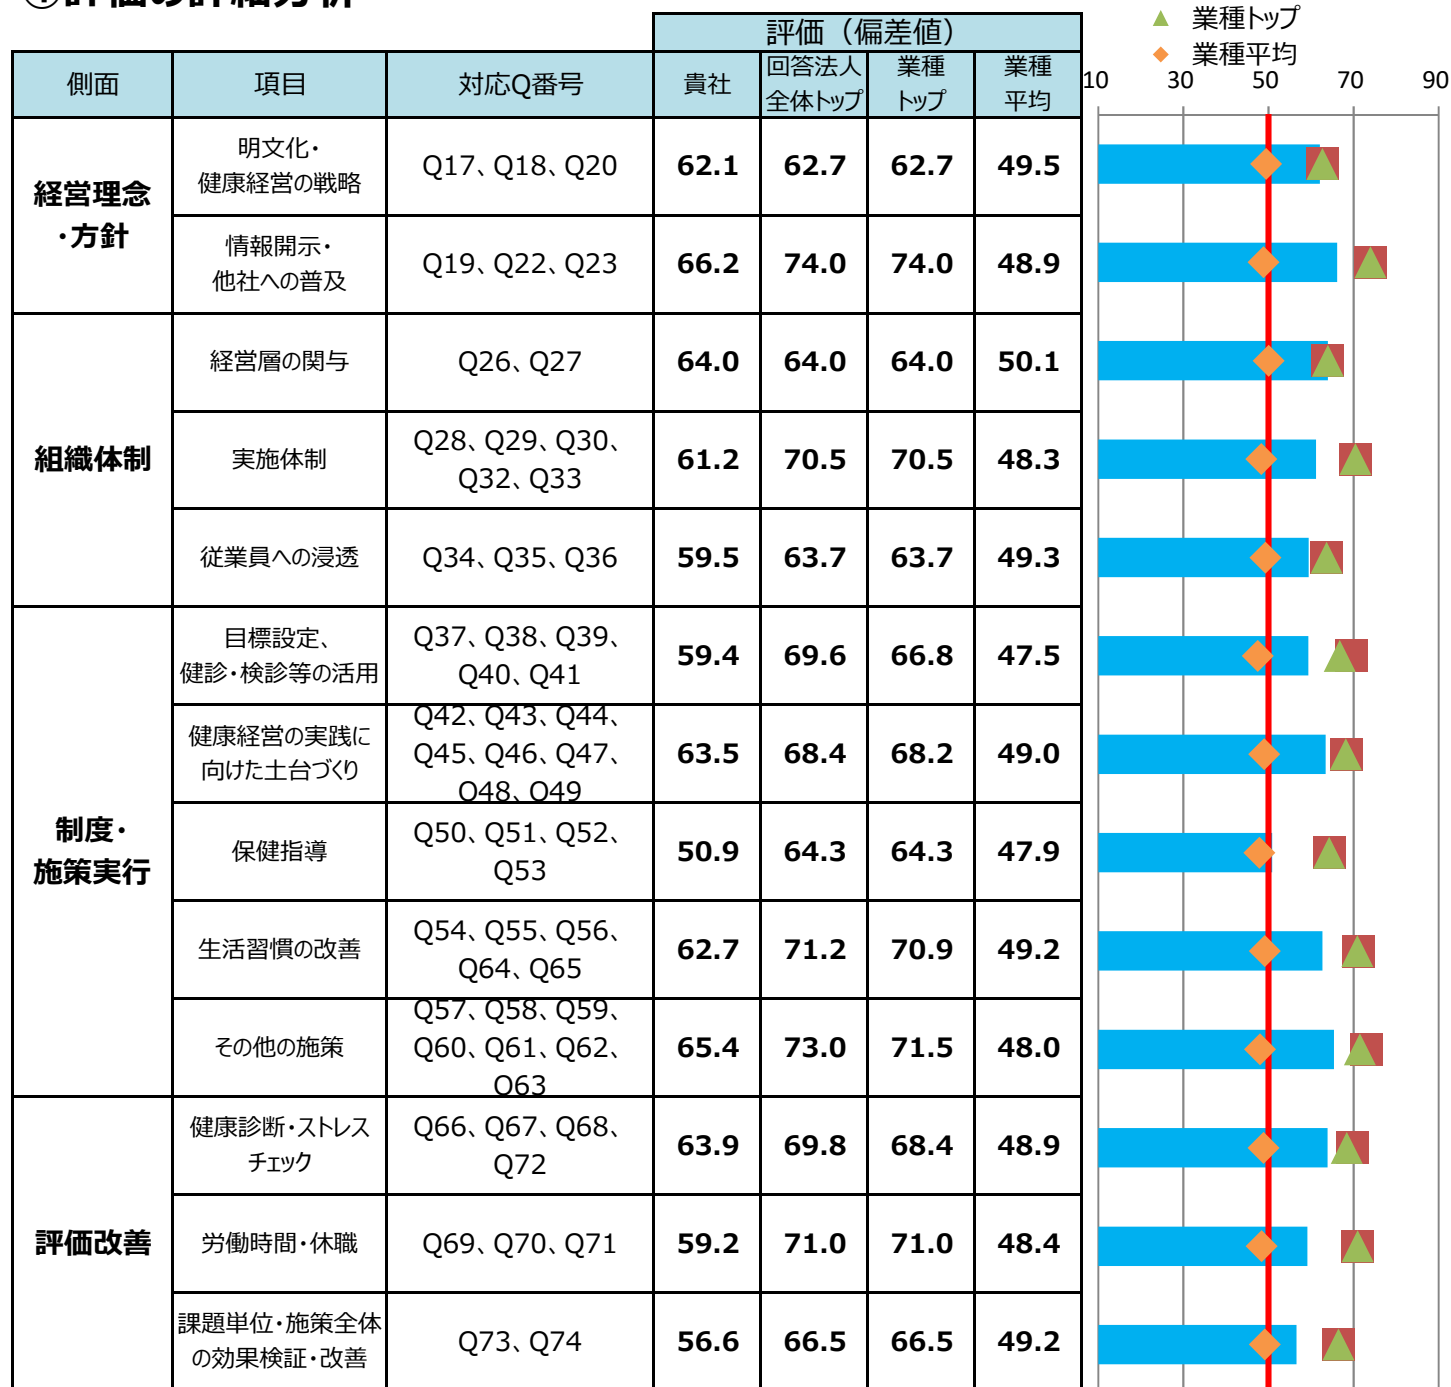 ④評価の詳細分析
評価（偏差値）
▲ 業種トップ
◆ 業種平均
側面 項目 対応Q番号 貴社 回答法人 業種 業種
全体トップ トップ 平均
10 30 50 70 90
経営理念
・方針
明文化・
健康経営の戦略
Q17、Q18、Q20 62.1 62.7 62.7 49.5
情報開示・
他社への普及
Q19、Q22、Q23 66.2 74.0 74.0 48.9
組織体制
経営層の関与 Q26、Q27 64.0 64.0 64.0 50.1
実施体制
Q28、Q29、Q30、
Q32、Q33
61.2 70.5 70.5 48.3
従業員への浸透 Q34、Q35、Q36 59.5 63.7 63.7 49.3
制度・
施策実行
目標設定、
健診・検診等の活用
Q37、Q38、Q39、
Q40、Q41
59.4 69.6 66.8 47.5
健康経営の実践に
向けた土台づくり
Q42、Q43、Q44、
Q45、Q46、Q47、
Q48、Q49
63.5 68.4 68.2 49.0
保健指導
Q50、Q51、Q52、
Q53
50.9 64.3 64.3 47.9
生活習慣の改善
Q54、Q55、Q56、
Q64、Q65
62.7 71.2 70.9 49.2
その他の施策
Q57、Q58、Q59、
Q60、Q61、Q62、
Q63
65.4 73.0 71.5 48.0
評価改善
健康診断・ストレス
チェック
Q66、Q67、Q68、
Q72
63.9 69.8 68.4 48.9
労働時間・休職 Q69、Q70、Q71 59.2 71.0 71.0 48.4
課題単位・施策全体
の効果検証・改善
Q73、Q74 56.6 66.5 66.5 49.2